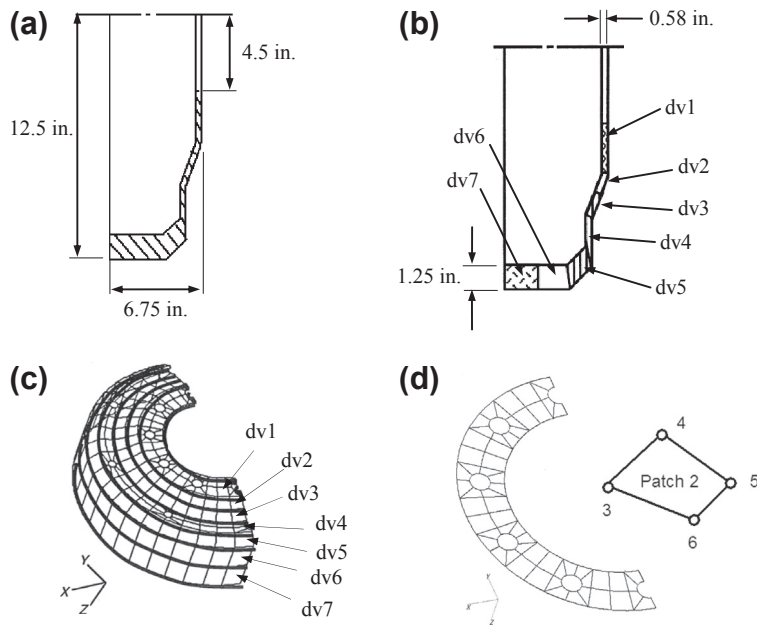 (a)
4.5 in.
12.5 in.
6.75 in.
(b)
0.58 in.
dv1
dv6
dv2
dv7
dv3
dv4
1.25 in.
dv5
(c)
dv1
dv2
dv3
dv4
dv5
dv6
dv7
Y
X
Z
(d)
4
Patch 2
5
3
6
Y
X
Z